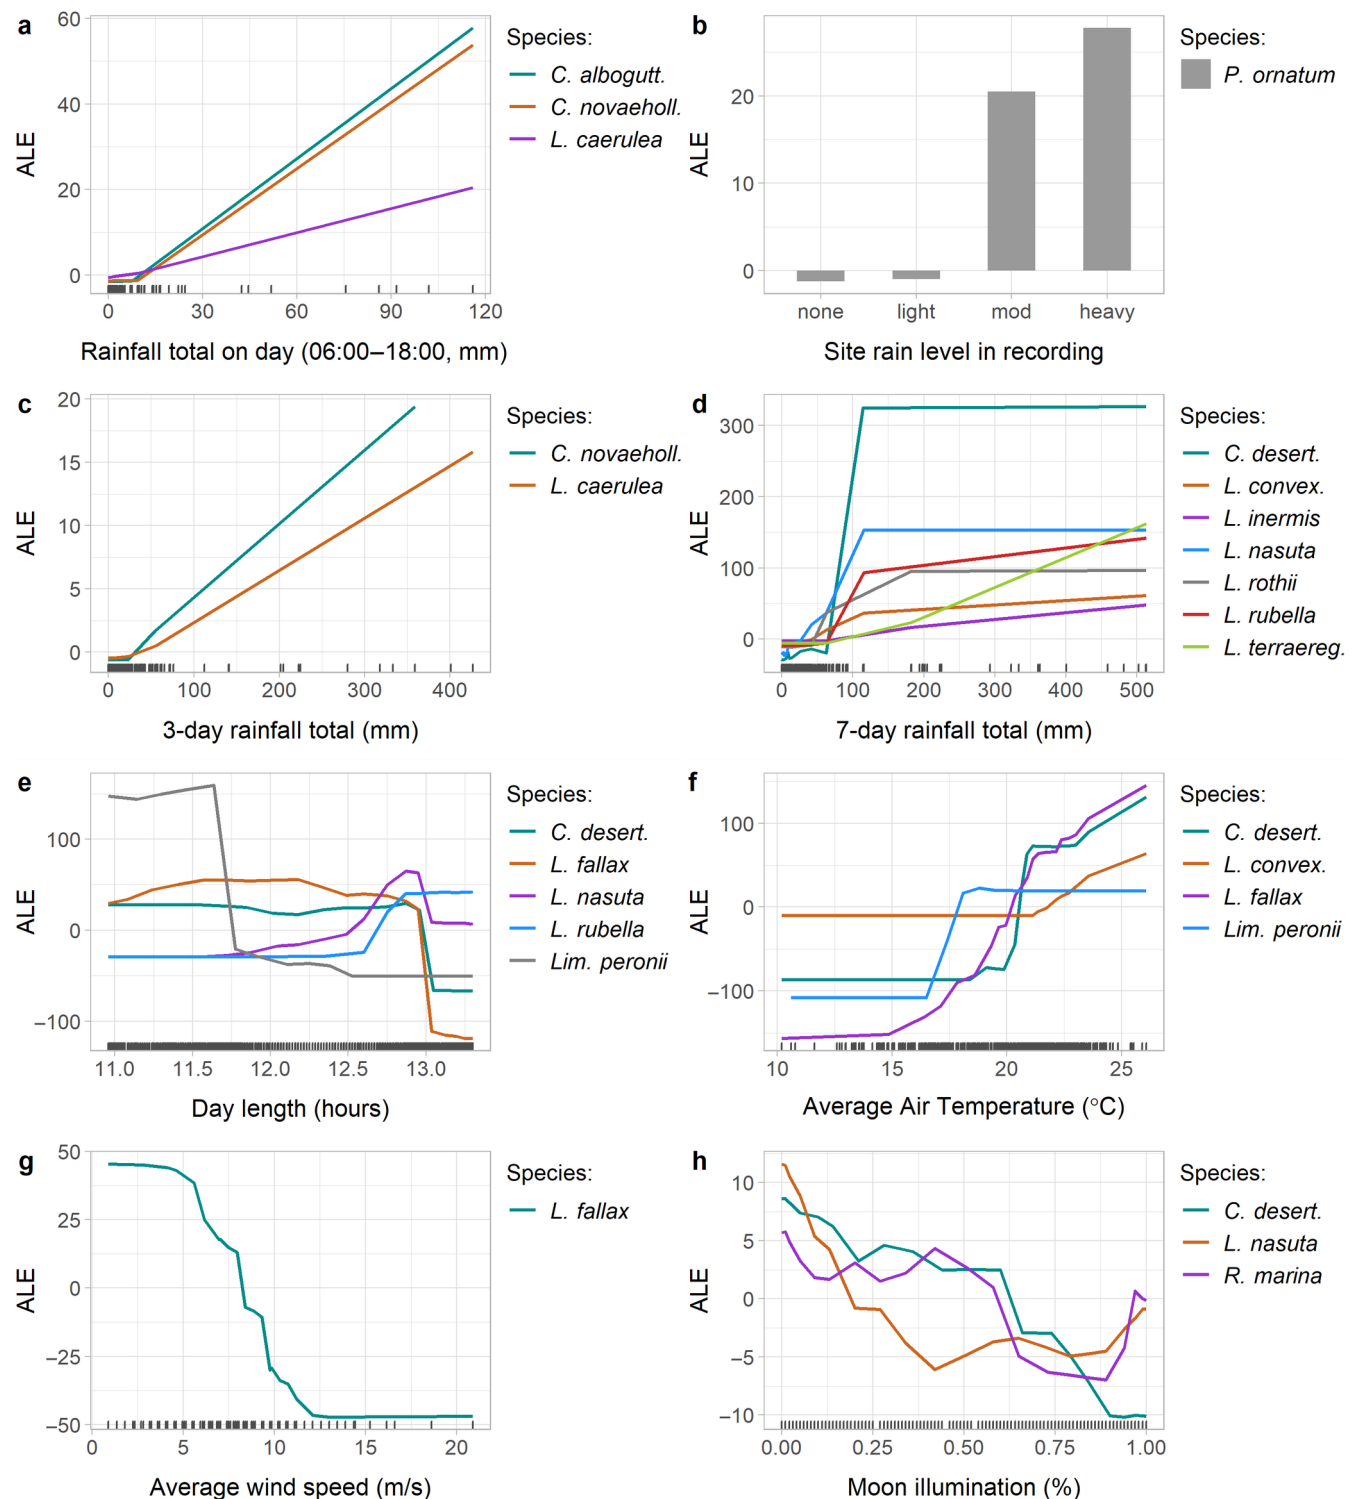 a
60
40
20
0
ALE
0 30 60 90 120
Rainfall total on day (06:00–18:00, mm)
Species:
C. albogutt.
C. novaeholl.
L. caerulea
b
20
10
0
ALE
none light mod heavy
Site rain level in recording
Species:
P. ornatum
c
20
15
10
5
0
ALE
0 100 200 300 400
3-day rainfall total (mm)
Species:
C. novaeholl.
L. caerulea
d
300
200
100
0
ALE
0 100 200 300 400 500
7-day rainfall total (mm)
Species:
C. desert.
L. convex.
L. inermis
L. nasuta
L. rothii
L. rubella
L. terraereg.
e
100
0
−100
ALE
11.0 11.5 12.0 12.5 13.0
Day length (hours)
Species:
C. desert.
L. fallax
L. nasuta
L. rubella
Lim. peronii
f
100
0
−100
ALE
10 15 20 25
Average Air Temperature (°C)
Species:
C. desert.
L. convex.
L. fallax
Lim. peronii
g
50
25
0
−25
−50
ALE
0 5 10 15 20
Average wind speed (m/s)
Species:
L. fallax
h
10
5
0
−5
−10
ALE
0.00 0.25 0.50 0.75 1.00
Moon illumination (%)
Species:
C. desert.
L. nasuta
R. marina